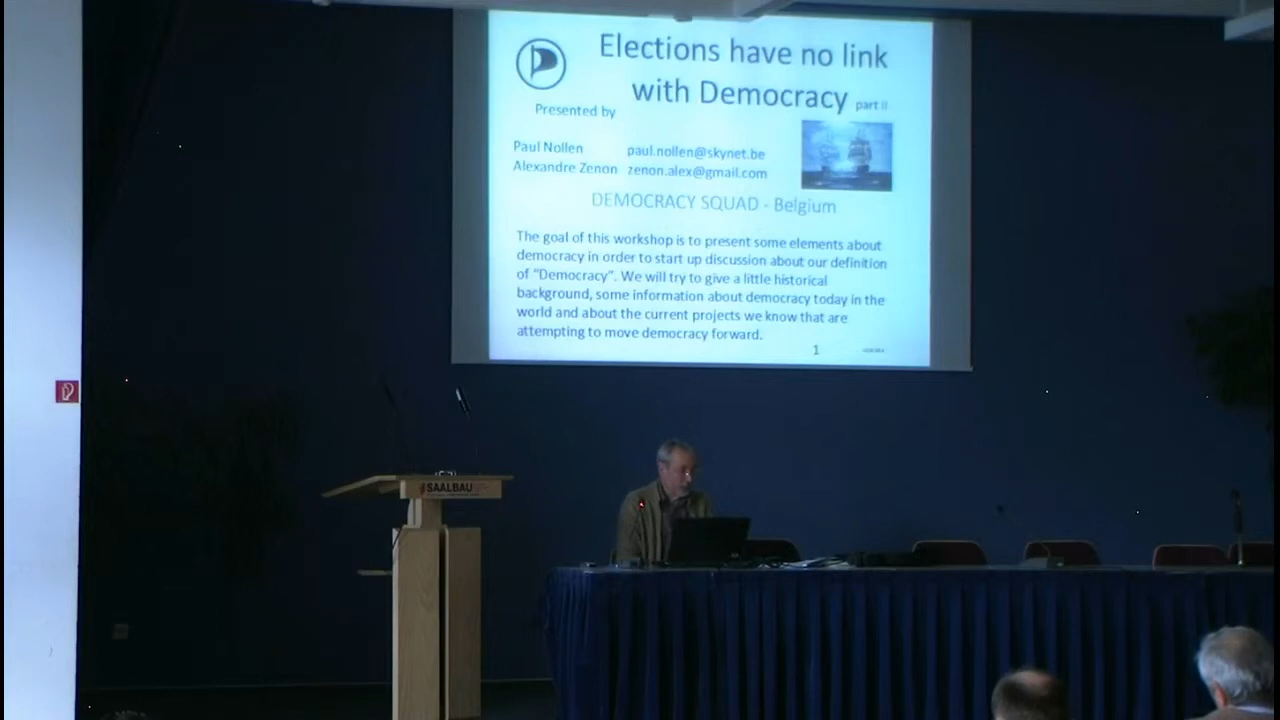 Elections have no link
with Democracy part II
Presented by
Paul Nollen paul.nollen@skynet.be
Alexandre Zenon zenon.alex@gmail.com
DEMOCRACY SQUAD - Belgium
The goal of this workshop is to present some elements about
democracy in order to start up discussion about our definition
of "Democracy". We will try to give a little historical
background, some information about democracy today in the
world and about the current projects we know that are
attempting to move democracy forward.
1
SAALBAU